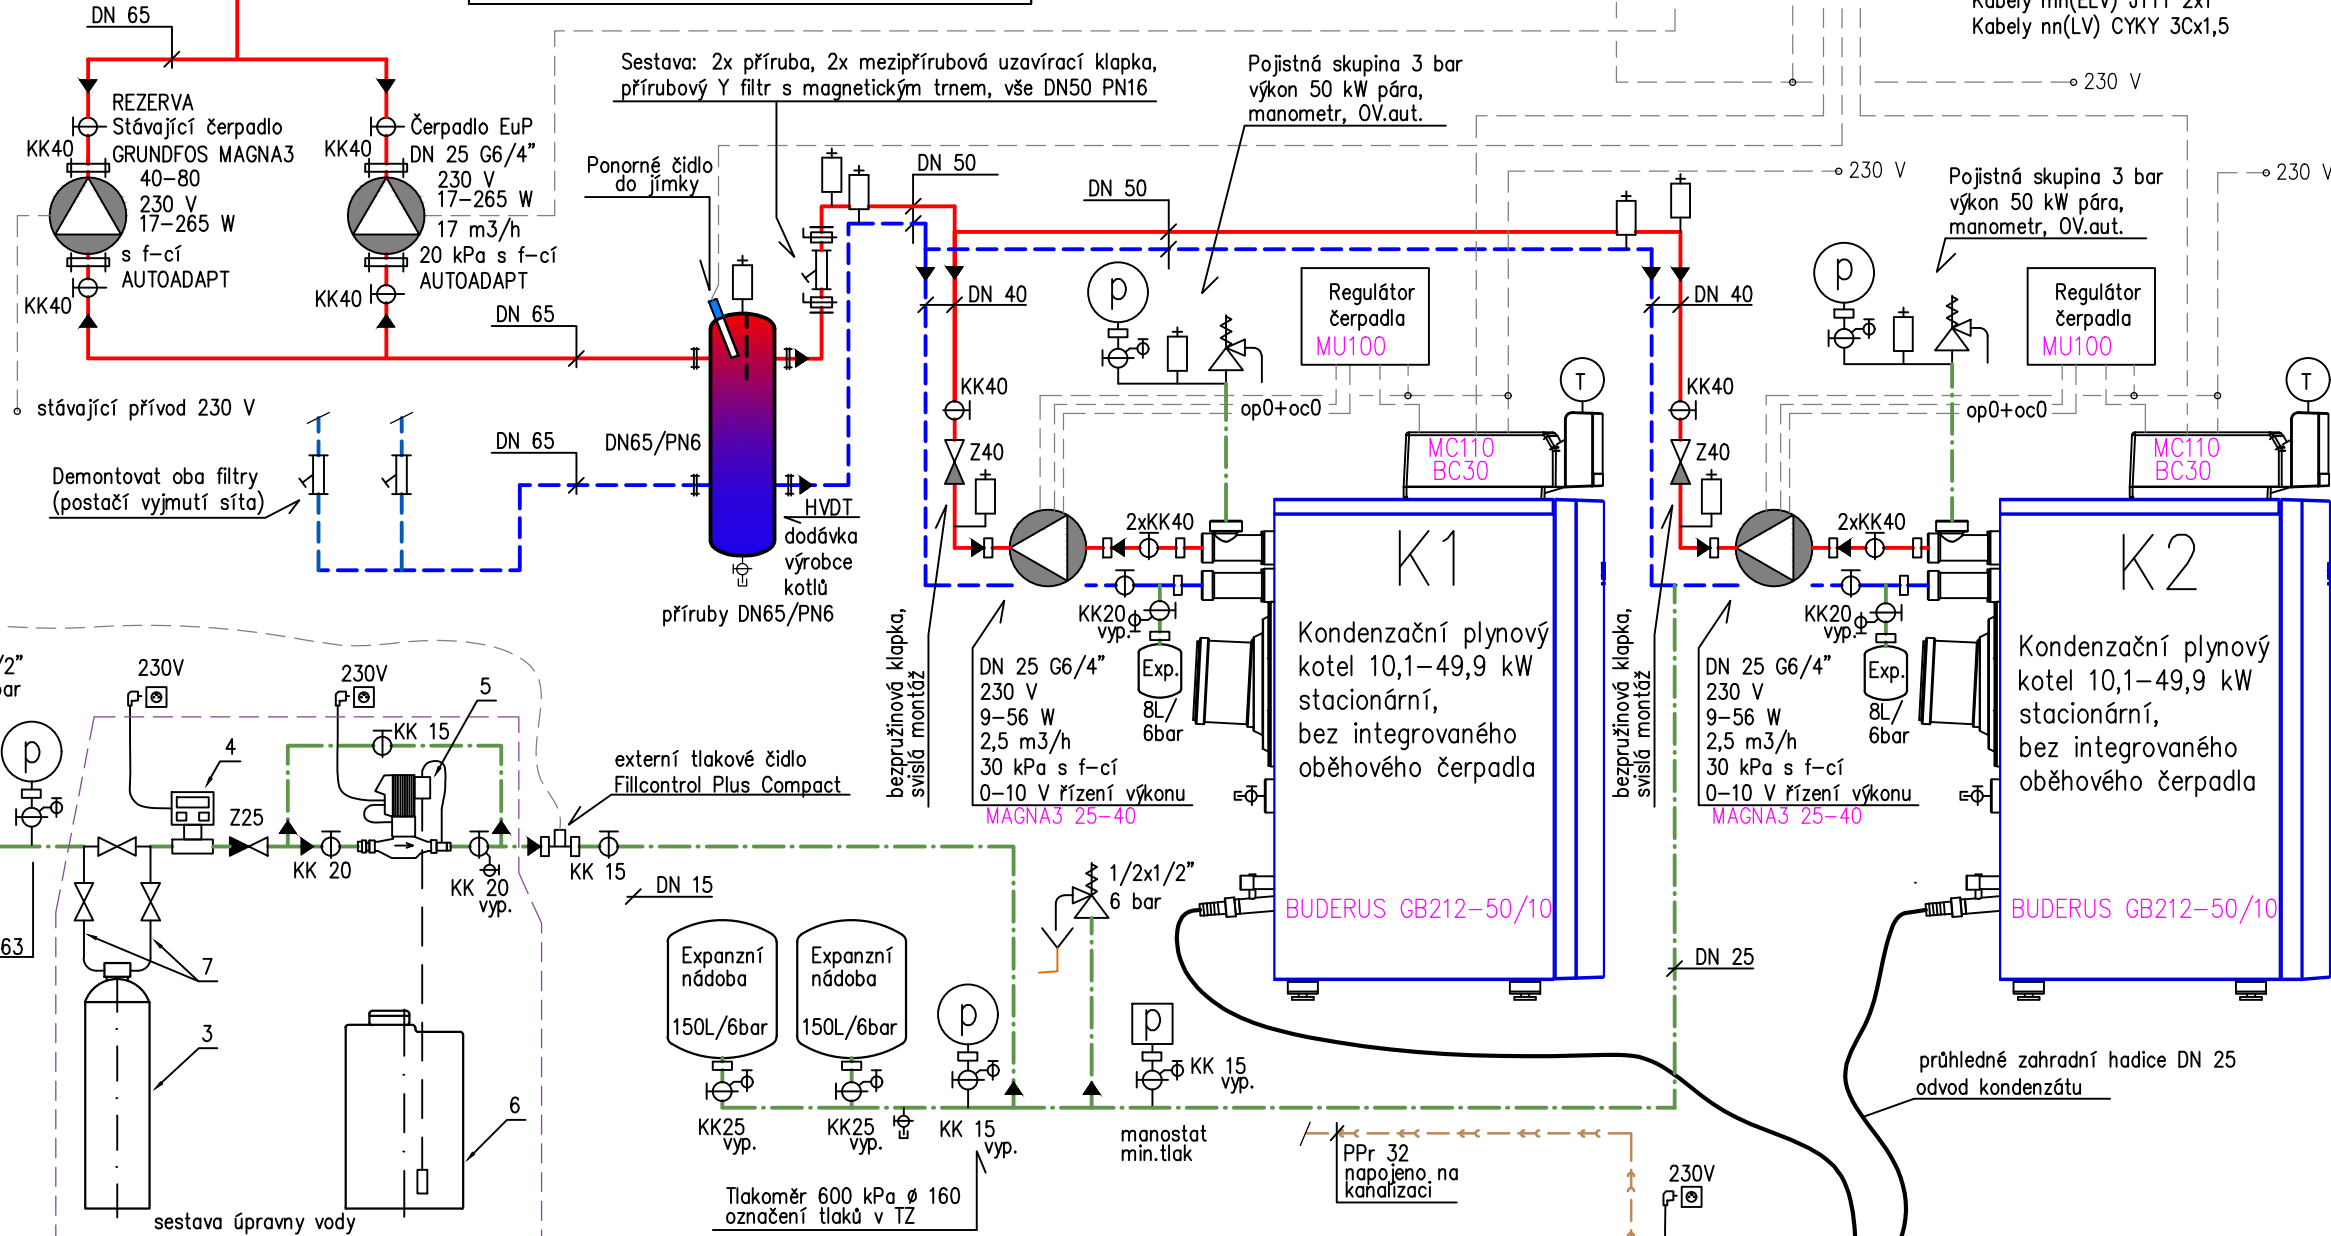 DN 65
Kabely nn(LV) CYKY 3Cx1,5
Sestava: 2x příruba, 2x mezipřírubová uzavírací klapka,
přírubový Y filtr s magnetickým trnem, vše DN50 PN16
Pojistná skupina 3 bar
výkon 50 kW pára,
manometr, OV.aut.
230 V
REZERVA
Stávající čerpadlo
GRUNDFOS MAGNA3
40-80
230 V
17-265 W
s f-cí
AUTOADAPT
KK40
KK40
Čerpadlo EuP
DN 25 G6/4"
230 V
17-265 W
17 m3/h
20 kPa s f-cí
AUTOADAPT
KK40
KK40
Ponorné čidlo
do jímky
DN 50
DN 50
230 V
Pojistná skupina 3 bar
výkon 50 kW pára,
manometr, OV.aut.
230 V
DN 65
stávající přívod 230 V
DN 65
DN65/PN6
Demontovat oba filtry
(postačí vyjmutí síta)
HVDT
dodávka
výrobce
kotlů
příruby DN65/PN6
DN 40
p
Regulátor
čerpadla
MU100
T
KK40
op0+oc0
Z40
MC110
BC30
2xKK40
bezpružinová klapka,
svislá montáž
KK20
vyp.
Exp.
8L/
6bar
DN 25 G6/4"
230 V
9-56 W
2,5 m3/h
30 kPa s f-cí
0-10 V řízení výkonu
MAGNA3 25-40
K1
Kondenzační plynový
kotel 10,1-49,9 kW
stacionární,
bez integrovaného
oběhového čerpadla
BUDERUS GB212-50/10
DN 40
p
Regulátor
čerpadla
MU100
T
KK40
op0+oc0
Z40
MC110
BC30
2xKK40
bezpružinová klapka,
svislá montáž
KK20
vyp.
Exp.
8L/
6bar
DN 25 G6/4"
230 V
9-56 W
2,5 m3/h
30 kPa s f-cí
0-10 V řízení výkonu
MAGNA3 25-40
K2
Kondenzační plynový
kotel 10,1-49,9 kW
stacionární,
bez integrovaného
oběhového čerpadla
BUDERUS GB212-50/10
230V
230V
5
p
4
KK 15
Z25
KK 20
KK 20
vyp.
externí tlakové čidlo
Fillcontrol Plus Compact
KK 15
DN 15
63
7
3
6
sestava úpravny vody
Expanzní
nádoba
150L/6bar
Expanzní
nádoba
150L/6bar
1/2x1/2"
6 bar
p
p
KK 15
vyp.
KK25
vyp.
KK25
vyp.
KK 15
vyp.
manostat
min.tlak
Tlakoměr 600 kPa ø 160
označení tlaků v TZ
DN 25
PPr 32
napojeno na
kanalizaci
230V
průhledné zahradní hadice DN 25
odvod kondenzátu